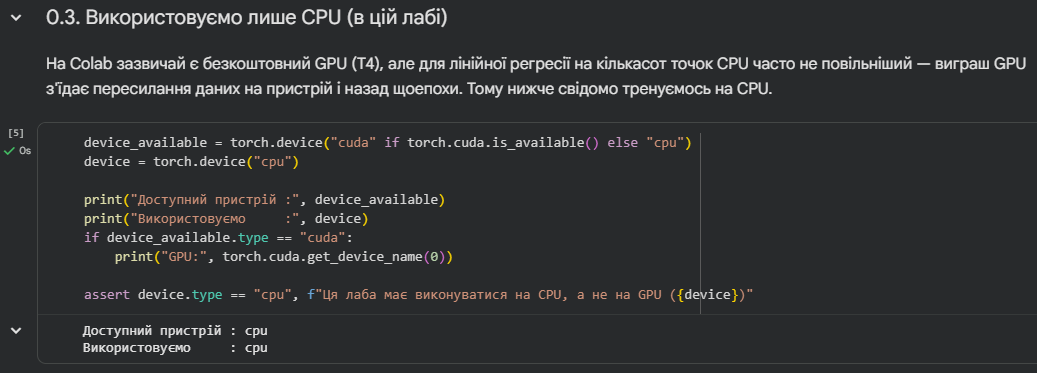 0.3. Використовуємо лише CPU (в цій лабі)
На Colab зазвичай є безкоштовний GPU (T4), але для лінійної регресії на кількасот точок CPU часто не повільніший — виграш GPU
з'їдає пересилання даних на пристрій і назад щоепохи. Тому нижче свідомо тренуємось на CPU.
[5]
0s
device_available = torch.device("cuda" if torch.cuda.is_available() else "cpu")
device = torch.device("cpu")
print("Доступний пристрій :", device_available)
print("Використовуємо     :", device)
if device_available.type == "cuda":
    print("GPU:", torch.cuda.get_device_name(0))
assert device.type == "cpu", f"Ця лаба має виконуватися на CPU, а не на GPU ({device})"
Доступний пристрій : cpu
Використовуємо     : cpu